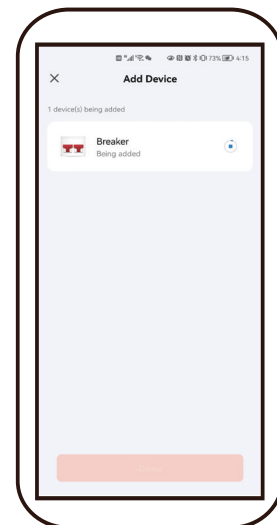 73% 4:15
Add Device
1 device(s) being added
Breaker
Being added